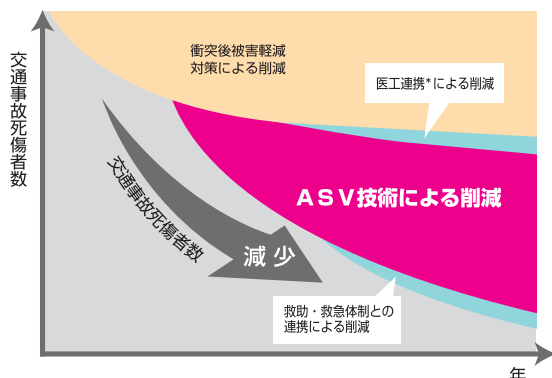 交通事故死傷者数
衝突後被害軽減
対策による削減
医工連携*による削減
ASV技術による削減
交通事故死傷者数
減少
救助・救急体制との
連携による削減
年